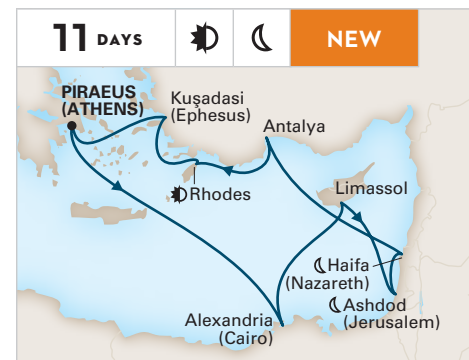 11 DAYS
NEW
PIRAEUS
(ATHENS)
Kuşadasi
(Ephesus)
Antalya
Rhodes
Limassol
Haifa
(Nazareth)
Ashdod
(Jerusalem)
Alexandria
(Cairo)